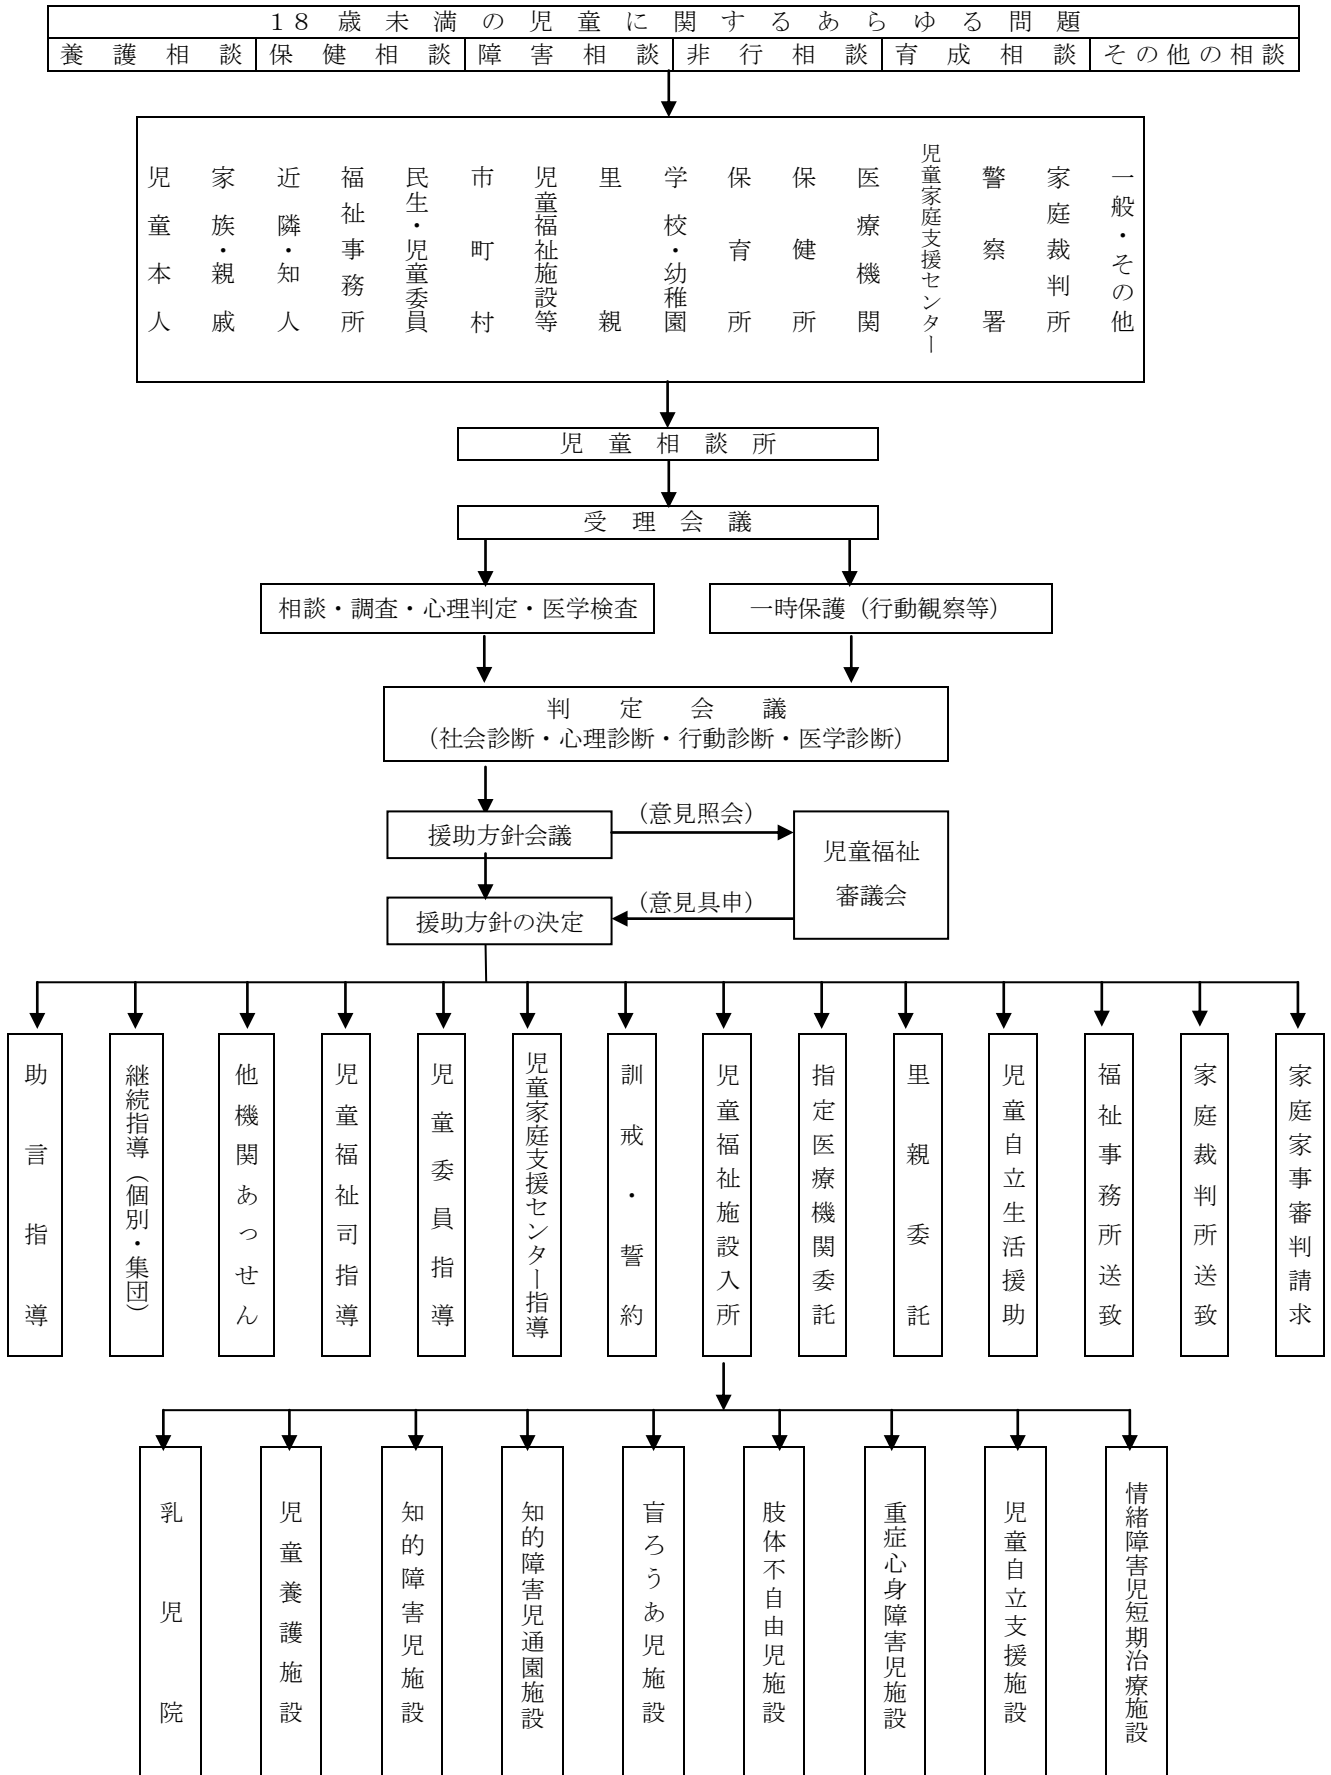 18歳未満の児童に関するあらゆる問題
養護相談
保健相談
障害相談
非行相談
育成相談
その他の相談
児童本人
家族・親戚
近隣・知人
福祉事務所
民生・児童委員
市町村
児童福祉施設等
里親
学校・幼稚園
保育所
保健所
医療機関
児童家庭支援センター
警察署
家庭裁判所
一般・その他
児童相談所
受理会議
相談・調査・心理判定・医学検査
一時保護（行動観察等）
判定会議
（社会診断・心理診断・行動診断・医学診断）
援助方針会議
（意見照会）
児童福祉
審議会
援助方針の決定
（意見具申）
助言指導
継続指導（個別・集団）
他機関あっせん
児童福祉司指導
児童委員指導
児童家庭支援センター指導
訓戒・誓約
児童福祉施設入所
指定医療機関委託
里親委託
児童自立生活援助
福祉事務所送致
家庭裁判所送致
家庭家事審判請求
乳児院
児童養護施設
知的障害児施設
知的障害児通園施設
盲ろうあ児施設
肢体不自由児施設
重症心身障害児施設
児童自立支援施設
情緒障害児短期治療施設